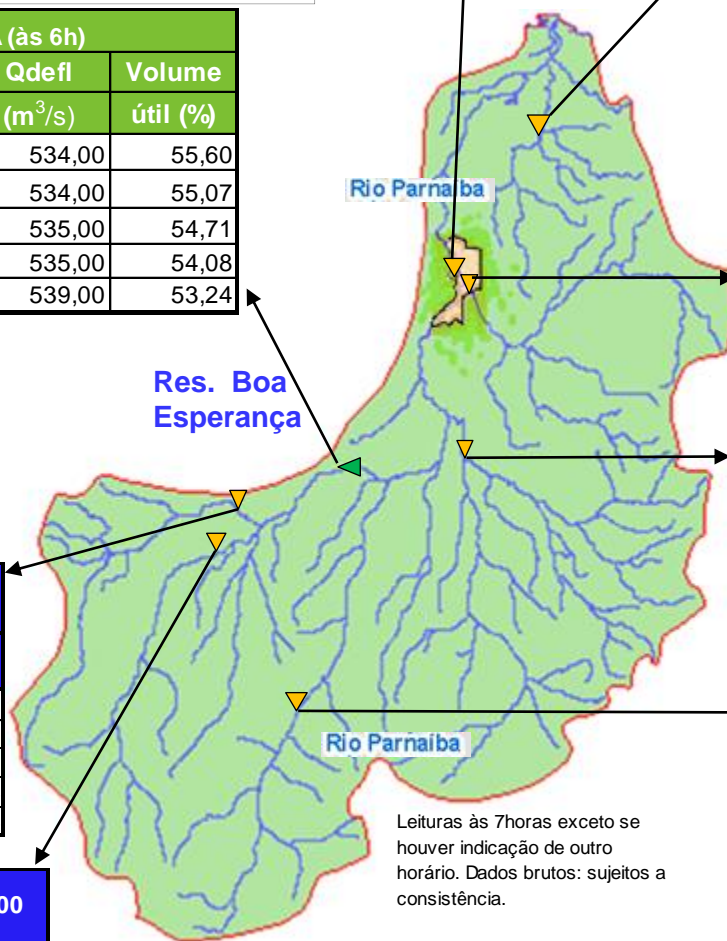 (às 6h)
Qdefl Volume
(m³/s) útil (%)
534,00 55,60
534,00 55,07
535,00 54,71
535,00 54,08
539,00 53,24
Rio Parnaíba
Res. Boa
Esperança
Rio Parnaíba
Leituras às 7horas exceto se
houver indicação de outro
horário. Dados brutos: sujeitos a
consistência.
00